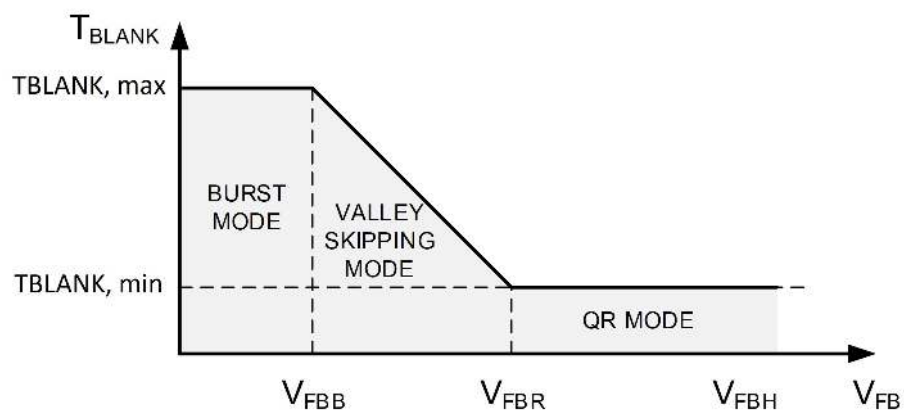 TBLANK
TBLANK, max
BURST
MODE
VALLEY
SKIPPING
MODE
TBLANK, min
QR MODE
VFBB
VFBR
VFBH
VFB